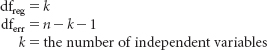 df_reg = k
df_err = n – k – 1
k = the number of independent variables